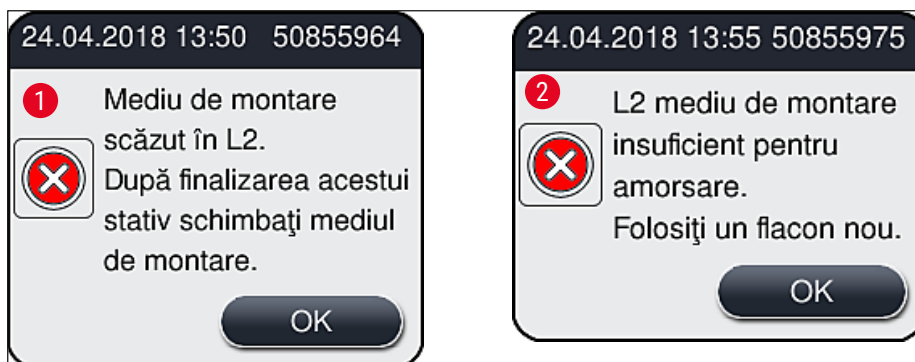 24.04.2018 13:50 50855964
1
Mediu de montare
scăzut în L2.
După finalizarea acestui
stativ schimbaţi mediul
de montare.
OK
24.04.2018 13:55 50855975
2
L2 mediu de montare
insuficient pentru
amorsare.
Folosiţi un flacon nou.
OK